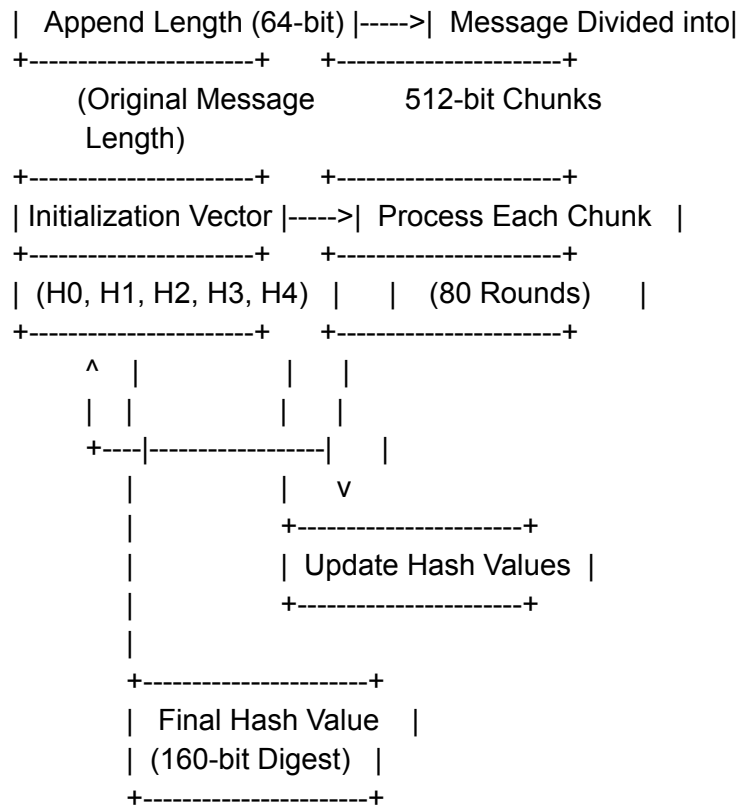 |   Append Length (64-bit) |----->|  Message Divided into|
+-----------------------+      +-----------------------+
(Original Message            512-bit Chunks
Length)
+-----------------------+      +-----------------------+
| Initialization Vector |----->|  Process Each Chunk   |
+-----------------------+      +-----------------------+
|  (H0, H1, H2, H3, H4)  |      |   (80 Rounds)      |
+-----------------------+      +-----------------------+
^    |                    |     |
|   |                    |      |
+----|------------------|      |
|                    |     v
|                    +-----------------------+
|                    |  Update Hash Values  |
|                    +-----------------------+
|
+-----------------------+
|   Final Hash Value     |
|  (160-bit Digest)   |
+-----------------------+